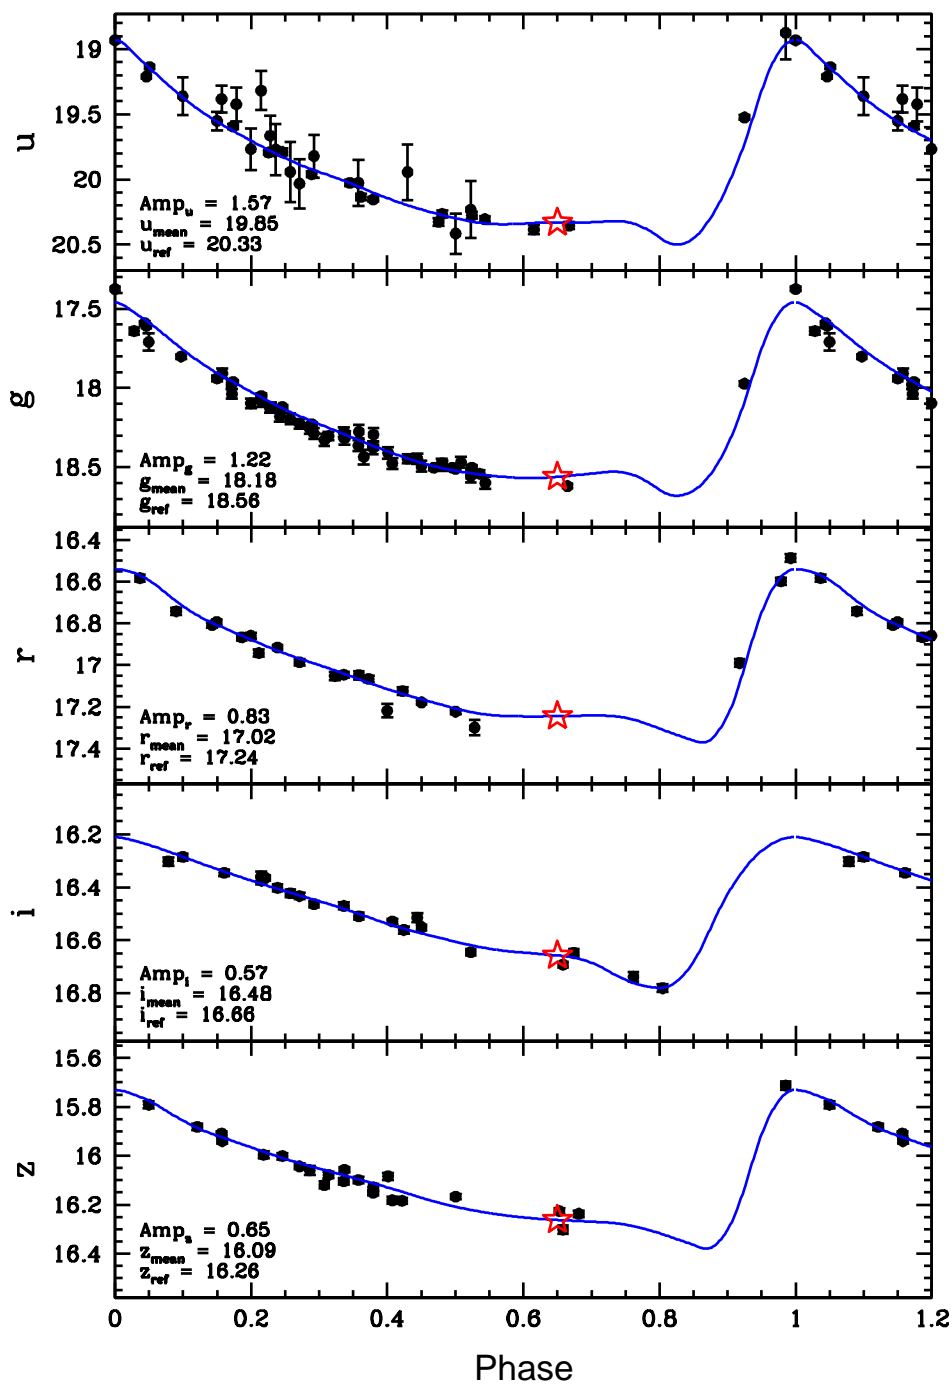 19
19.5
20
20.5
u
Amp_u = 1.57
u_mean = 19.85
u_ref = 20.33
17.5
18
18.5
g
Amp_g = 1.22
g_mean = 18.18
g_ref = 18.56
16.4
16.6
16.8
17
17.2
17.4
r
Amp_r = 0.83
r_mean = 17.02
r_ref = 17.24
16.2
16.4
16.6
16.8
i
Amp_i = 0.57
i_mean = 16.48
i_ref = 16.66
15.6
15.8
16
16.2
16.4
z
Amp_z = 0.65
z_mean = 16.09
z_ref = 16.26
0 0.2 0.4 0.6 0.8 1 1.2
Phase